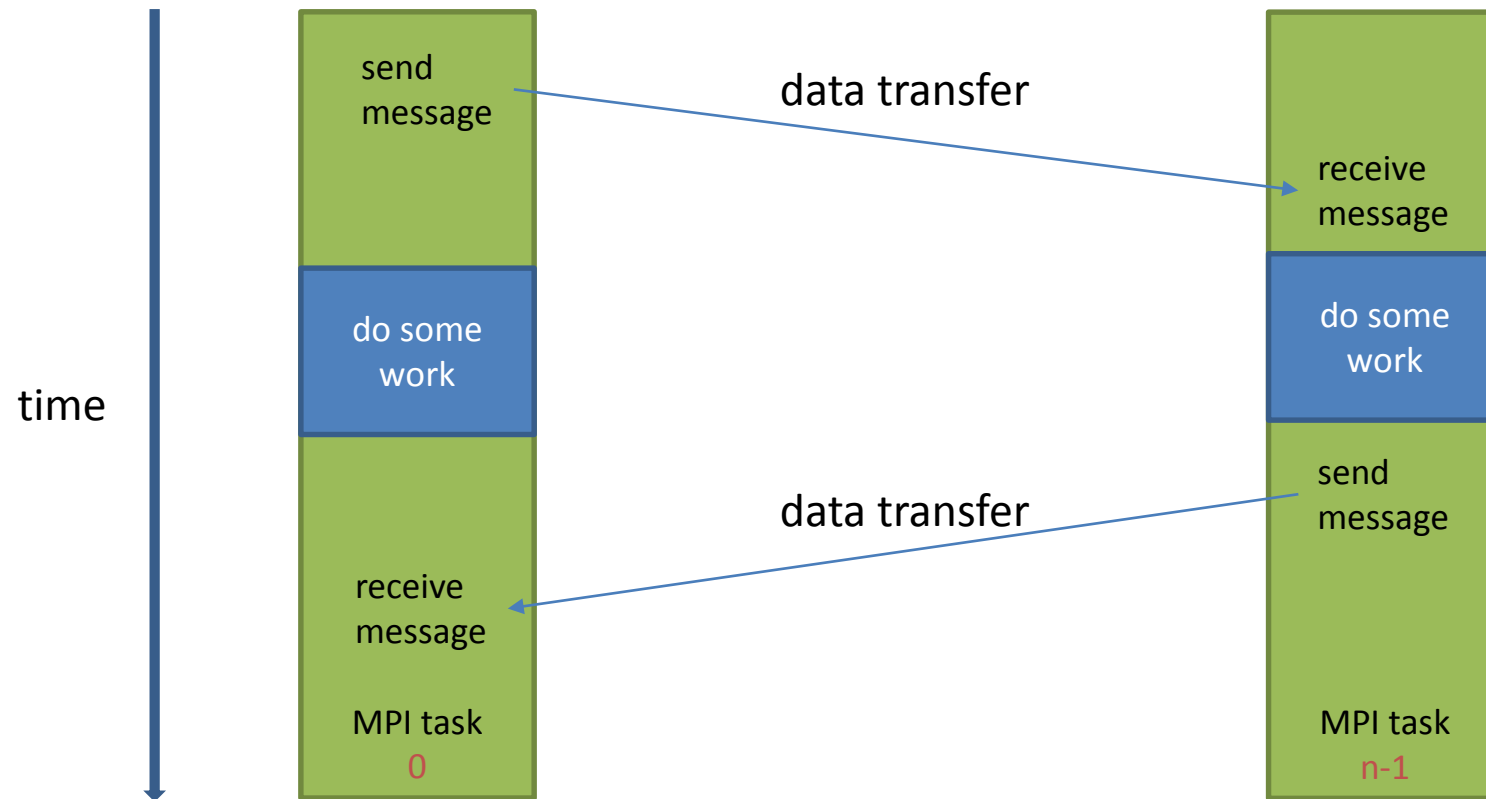 send
message
data transfer
receive
message
do some
work
do some
work
time
send
message
data transfer
receive
message
MPI task
0
MPI task
n-1